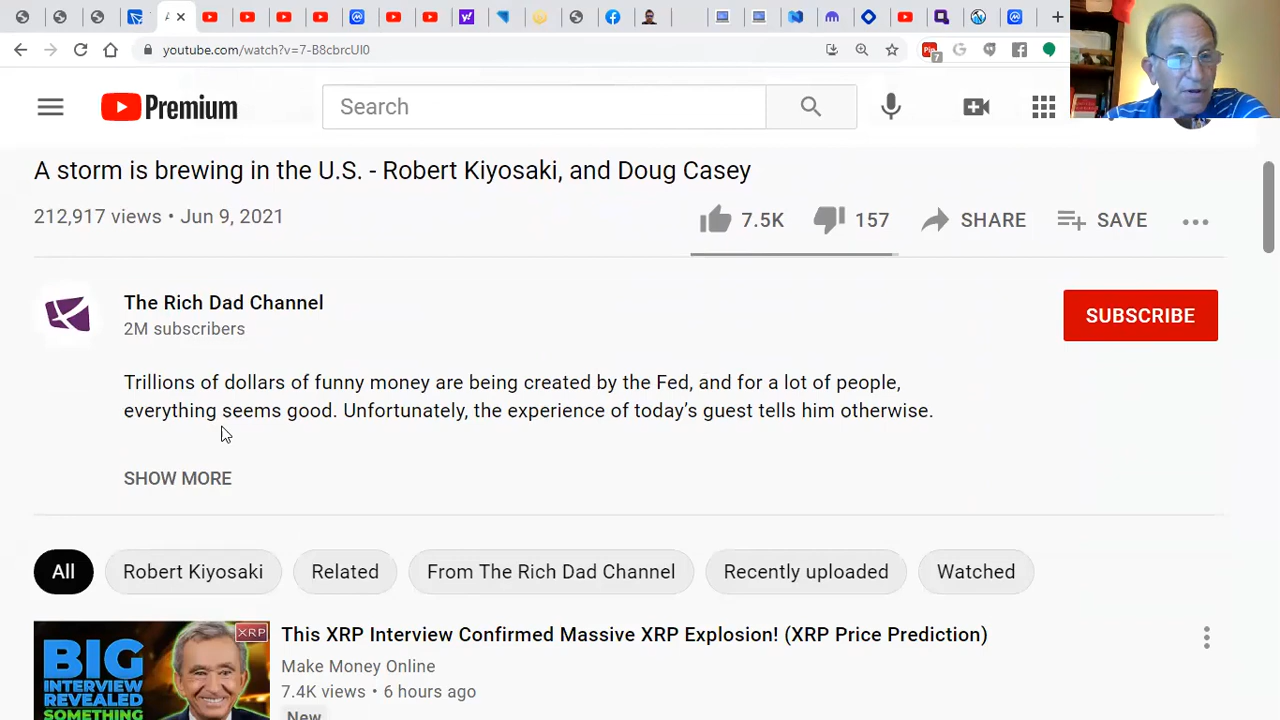 youtube.com/watch?v=7-B8cbrcUI0
7
Premium
Search
A storm is brewing in the U.S. - Robert Kiyosaki, and Doug Casey
212,917 views • Jun 9, 2021
7.5K
157
SHARE
SAVE
The Rich Dad Channel
2M subscribers
SUBSCRIBE
Trillions of dollars of funny money are being created by the Fed, and for a lot of people,
everything seems good. Unfortunately, the experience of today’s guest tells him otherwise.
SHOW MORE
All
Robert Kiyosaki
Related
From The Rich Dad Channel
Recently uploaded
Watched
XRP
BIG
INTERVIEW
REVEALED
SOMETHING
This XRP Interview Confirmed Massive XRP Explosion! (XRP Price Prediction)
Make Money Online
7.4K views • 6 hours ago
New